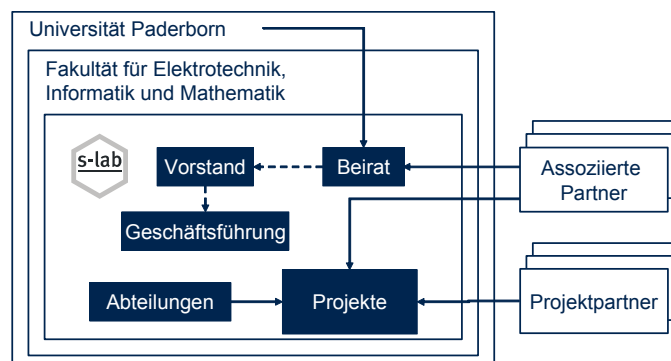 Universität Paderborn
Fakultät für Elektrotechnik,
Informatik und Mathematik
s-lab
Vorstand
Beirat
Assoziierte
Partner
Geschäftsführung
Abteilungen
Projekte
Projektpartner